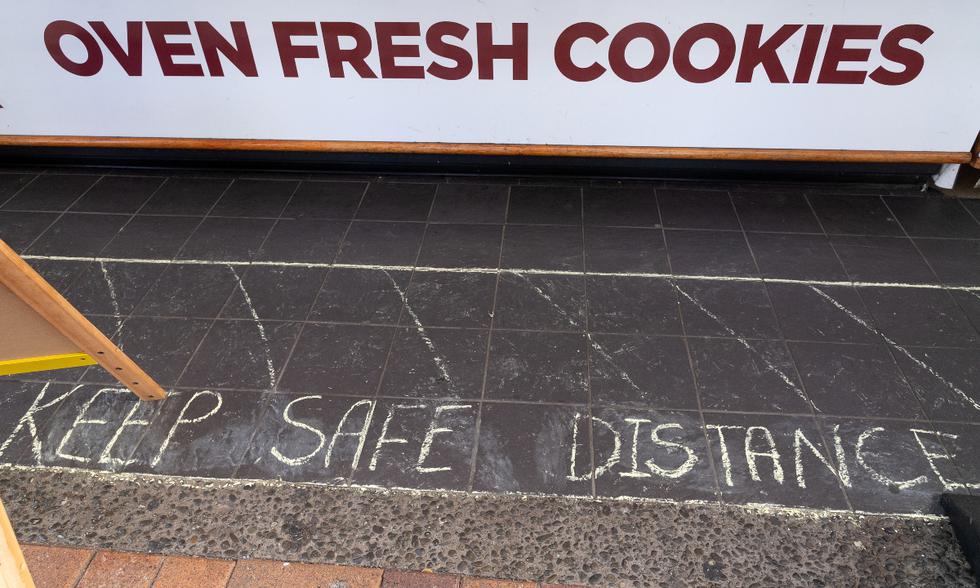 OVEN FRESH COOKIES
KEEP SAFE DISTANCE